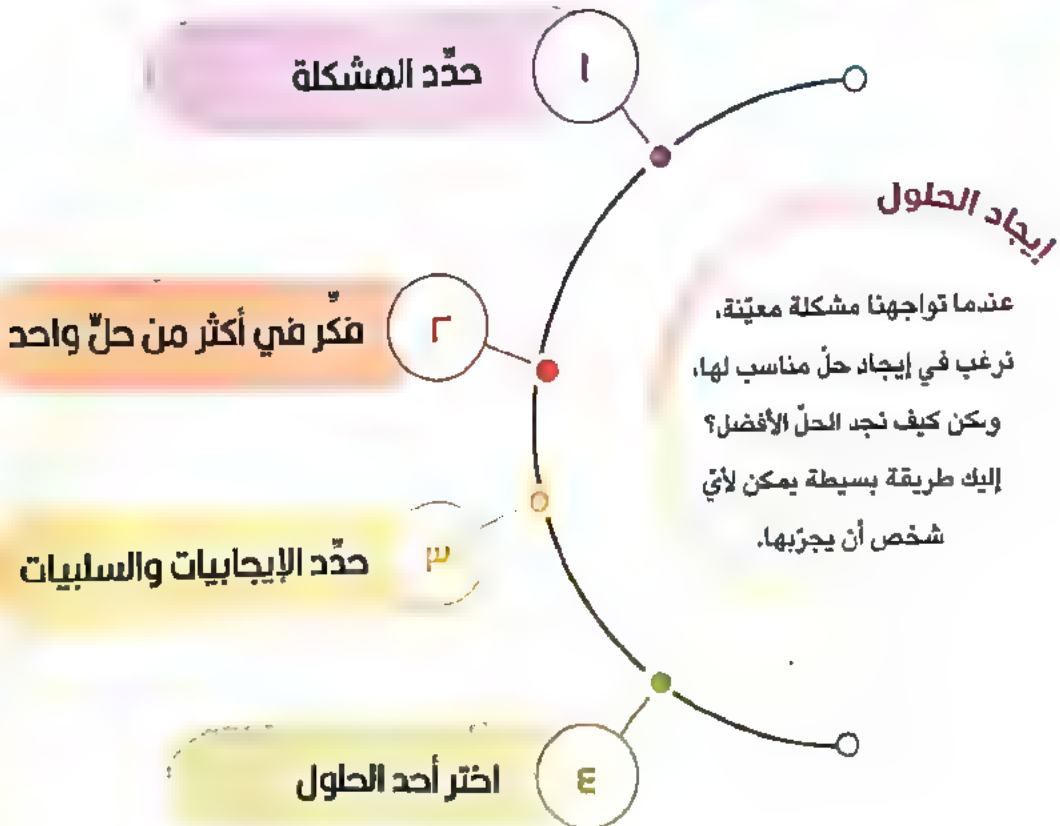 إيجاد الحلول
عندما تواجهنا مشكلة معيّنة،
نرغب في إيجاد حلّ مناسب لها،
ولكن كيف نجد الحلّ الأفضل؟
إليك طريقة بسيطة يمكن لأيّ
شخص أن يجرّبها.
١
حدِّد المشكلة
٢
فكِّر في أكثر من حلٍّ واحد
٣
حدِّد الإيجابيات والسلبيات
٤
اختر أحد الحلول